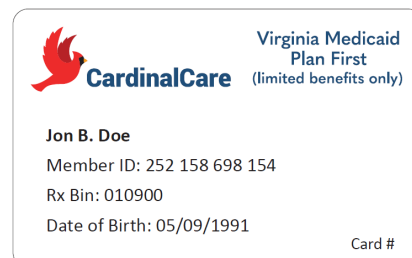 CardinalCare
Virginia Medicaid
Plan First
(limited benefits only)
Jon B. Doe
Member ID: 252 158 698 154
Rx Bin: 010900
Date of Birth: 05/09/1991
Card #